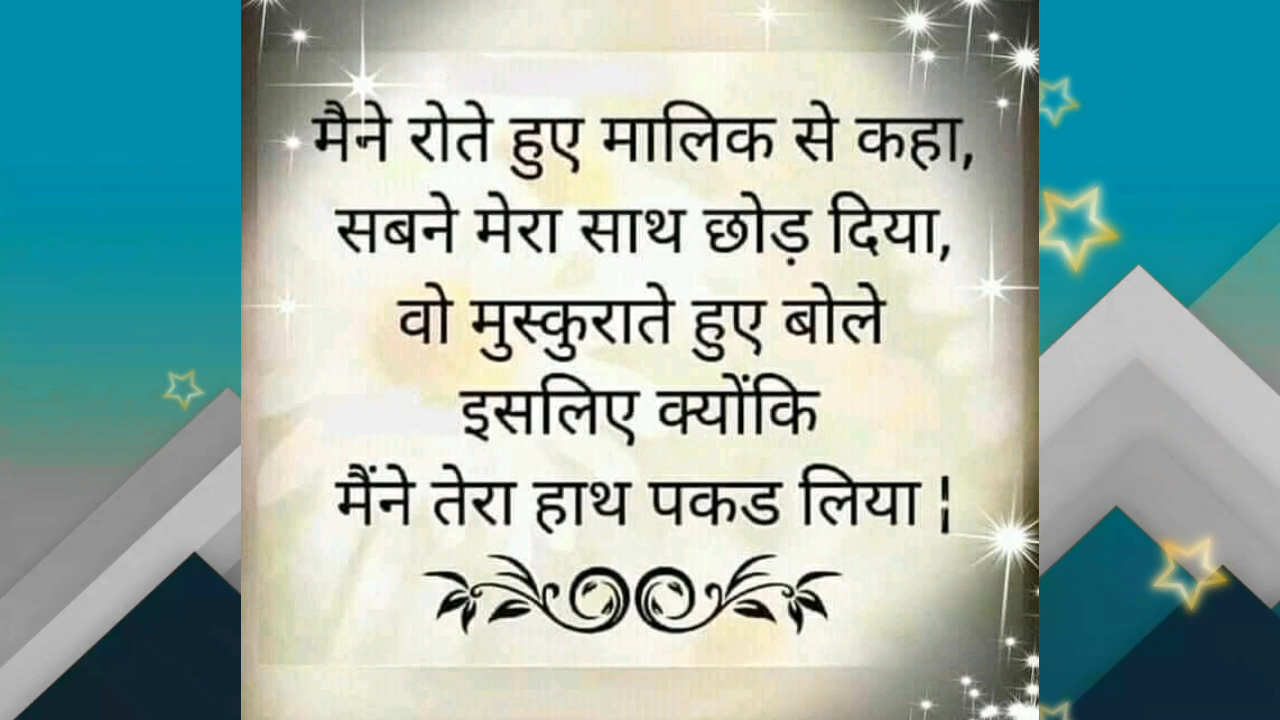 मैने रोते हुए मालिक से कहा,
सबने मेरा साथ छोड़ दिया,
वो मुस्कुराते हुए बोले
इसलिए क्योंकि
मैंने तेरा हाथ पकड लिया ¦